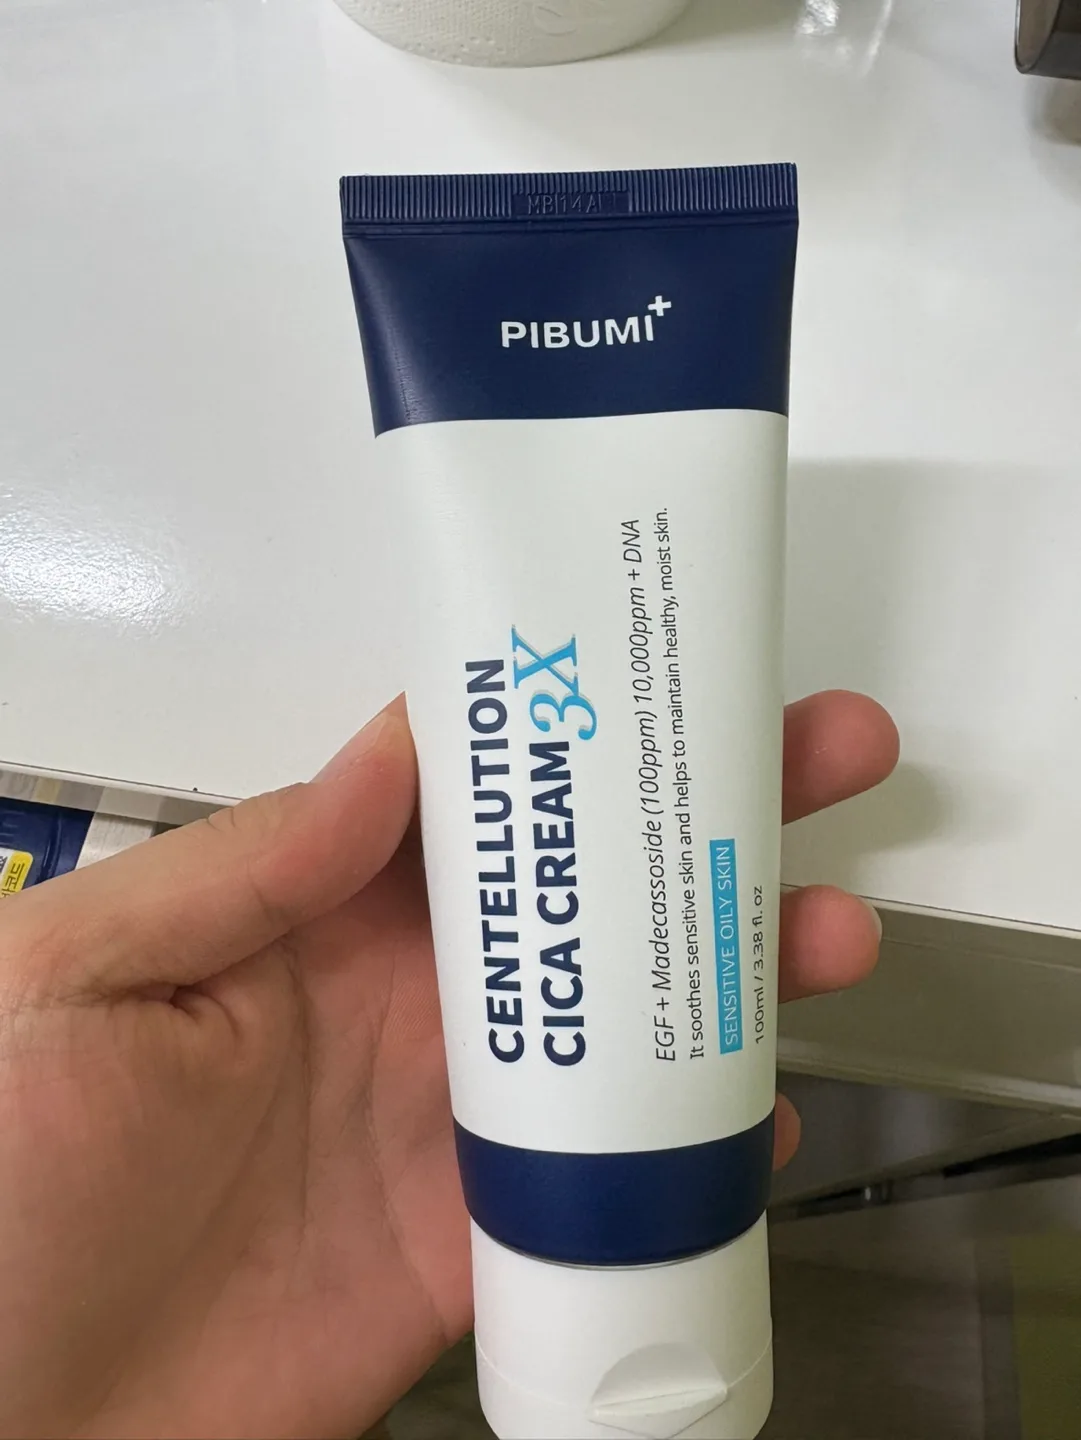 MB14A
PIBUMI+
CENTELLUTION
CICA CREAM 3X
EGF + Madecassoside (100ppm) 10,000ppm + DNA
It soothes sensitive skin and helps to maintain healthy, moist skin.
SENSITIVE OILY SKIN
100ml / 3.38 fl. oz